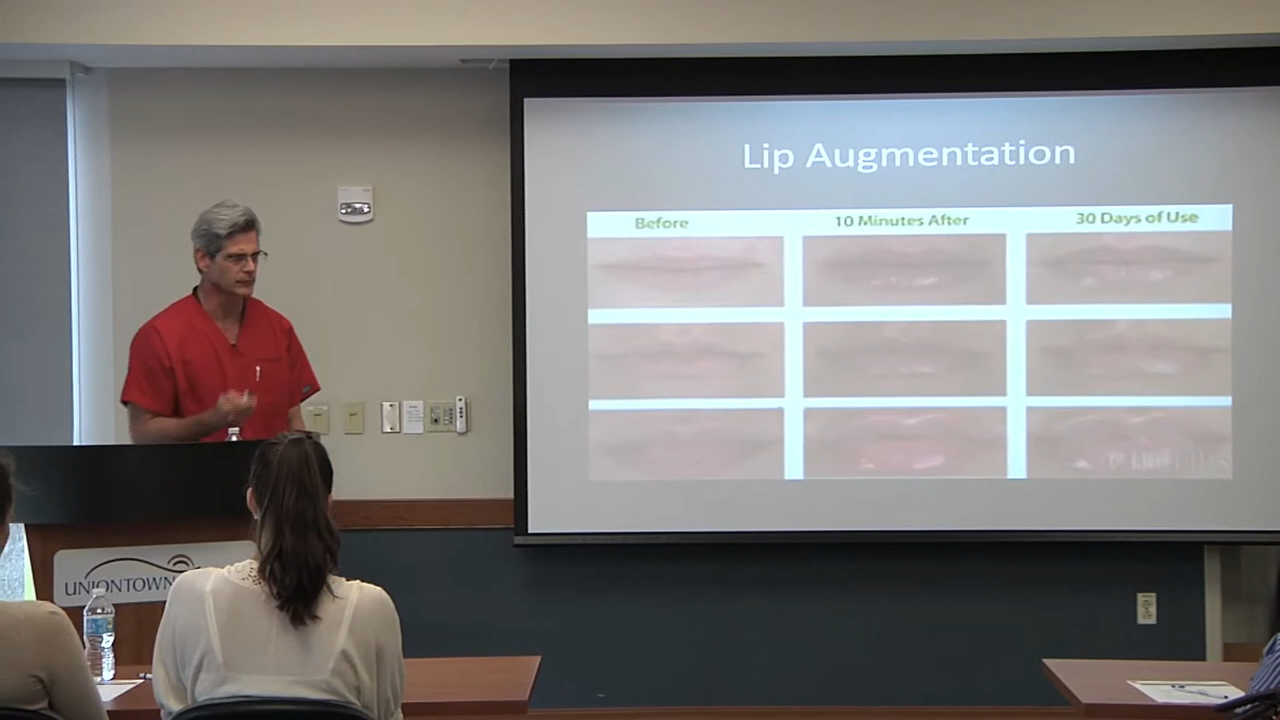 Lip Augmentation
Before
10 Minutes After
30 Days of Use
UNIONTOWN